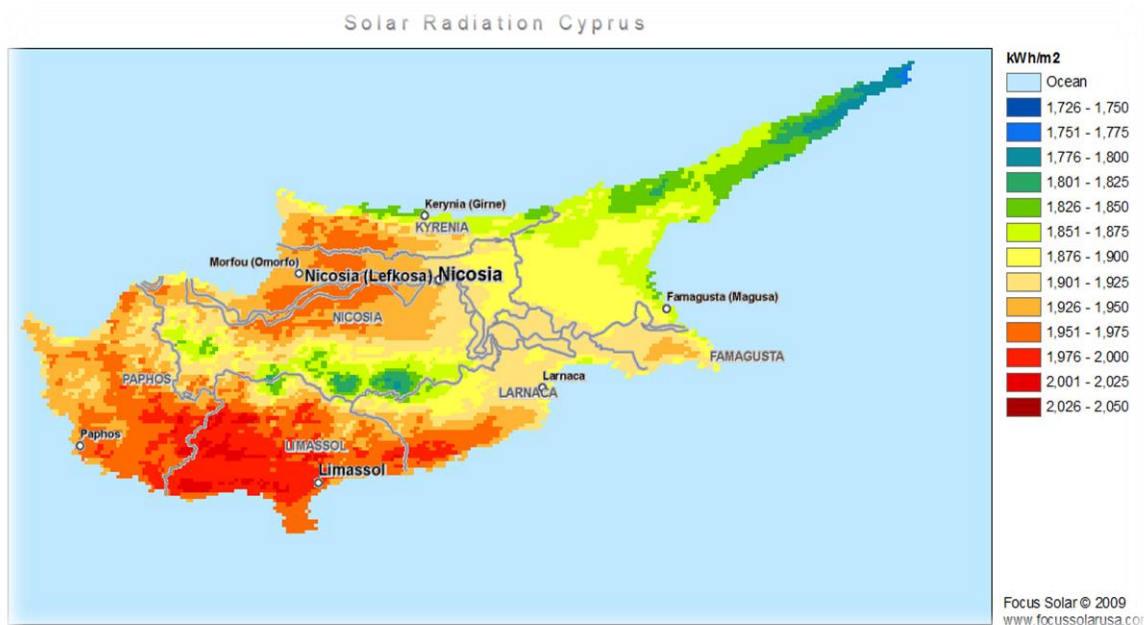 Solar Radiation Cyprus
kWh/m2
Ocean
1,726 - 1,750
1,751 - 1,775
1,776 - 1,800
1,801 - 1,825
1,826 - 1,850
1,851 - 1,875
1,876 - 1,900
1,901 - 1,925
1,926 - 1,950
1,951 - 1,975
1,976 - 2,000
2,001 - 2,025
2,026 - 2,050
Kerynia (Girne)
KYRENIA
Morfou (Omorfo)
Nicosia (Lefkosa)
Nicosia
NICOSIA
Famagusta (Magusa)
FAMAGUSTA
PAPHOS
Larnaca
LARNACA
Paphos
LIMASSOL
Limassol
Focus Solar © 2009
www.focussolarusa.co